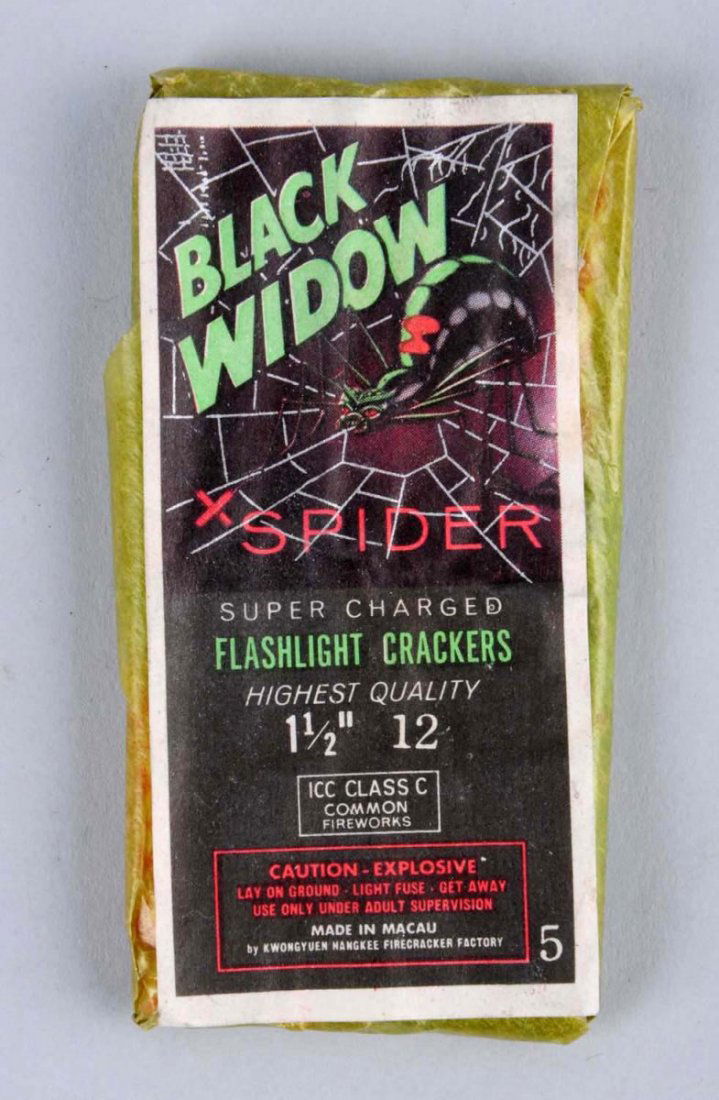 BLACK
WIDOW
X SPIDER
SUPER CHARGED
FLASHLIGHT CRACKERS
HIGHEST QUALITY
1½" 12
ICC CLASS C
COMMON
FIREWORKS
CAUTION - EXPLOSIVE
LAY ON GROUND - LIGHT FUSE - GET AWAY
USE ONLY UNDER ADULT SUPERVISION
MADE IN MACAU
by KWONGYUEN HANGKEE FIRECRACKER FACTORY
5